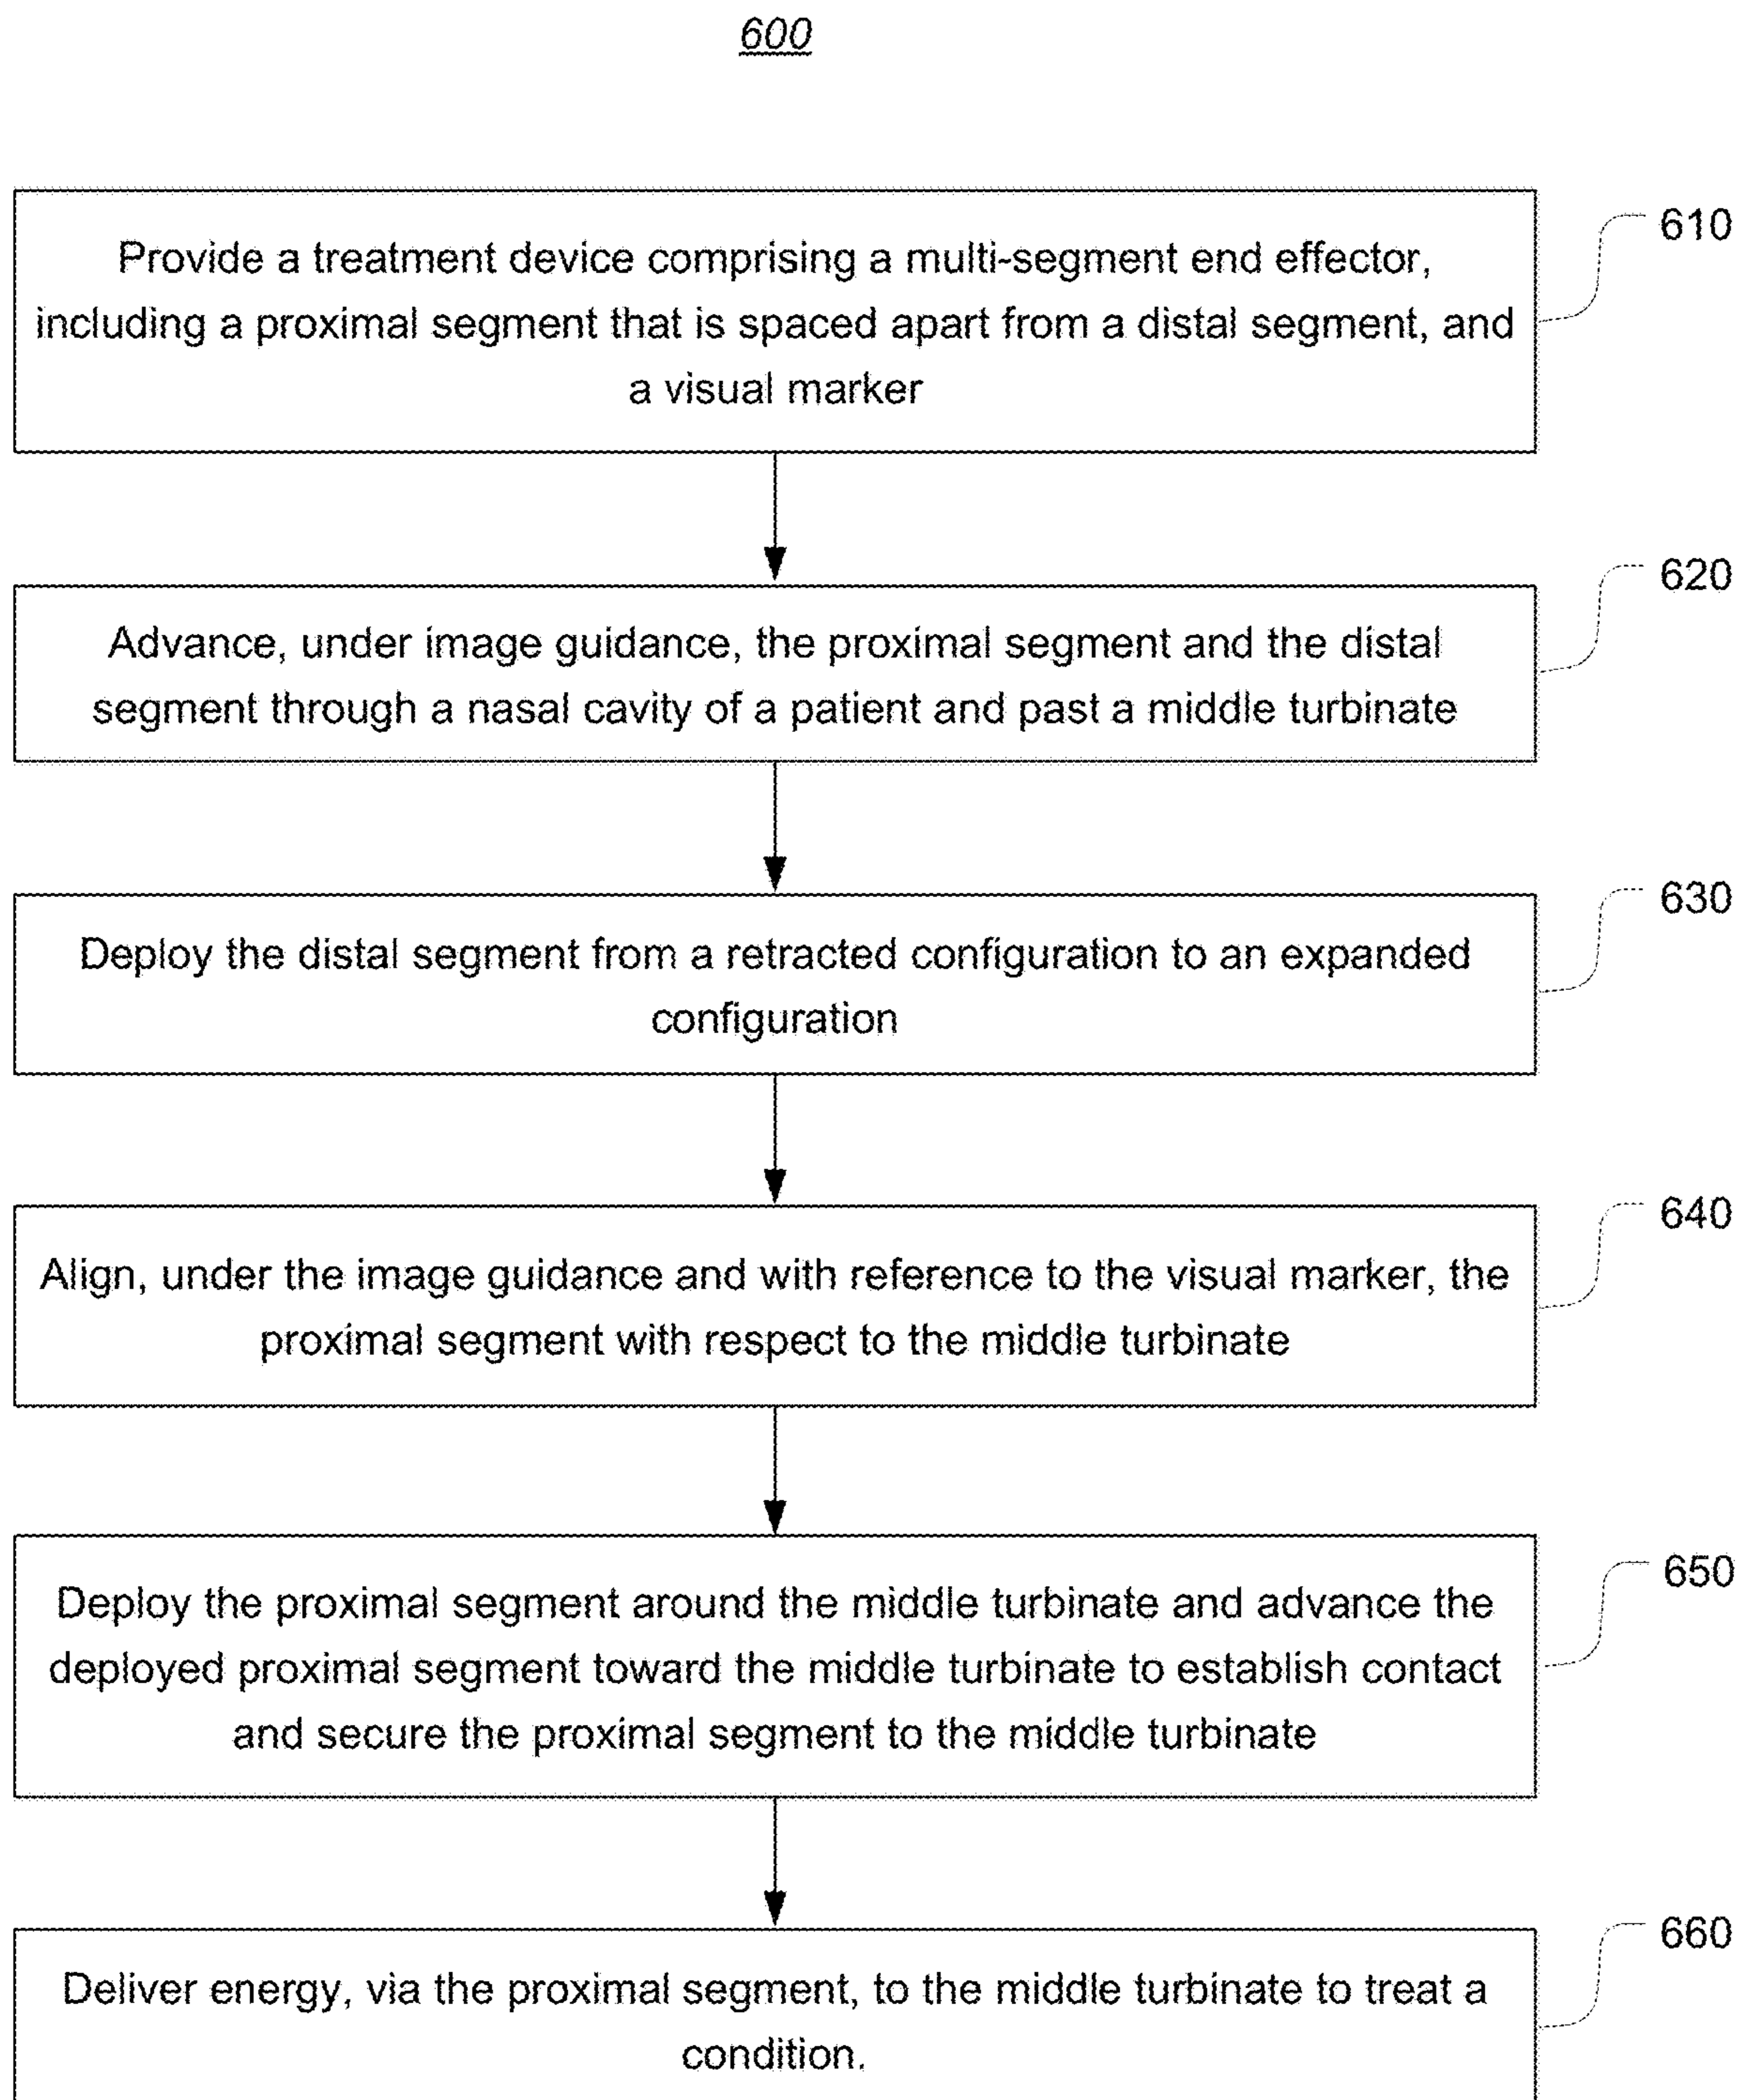 600
610
Provide a treatment device comprising a multi-segment end effector,
including a proximal segment that is spaced apart from a distal segment, and
a visual marker
620
Advance, under image guidance, the proximal segment and the distal
segment through a nasal cavity of a patient and past a middle turbinate
630
Deploy the distal segment from a retracted configuration to an expanded
configuration
640
Align, under the image guidance and with reference to the visual marker, the
proximal segment with respect to the middle turbinate
650
Deploy the proximal segment around the middle turbinate and advance the
deployed proximal segment toward the middle turbinate to establish contact
and secure the proximal segment to the middle turbinate
660
Deliver energy, via the proximal segment, to the middle turbinate to treat a
condition.